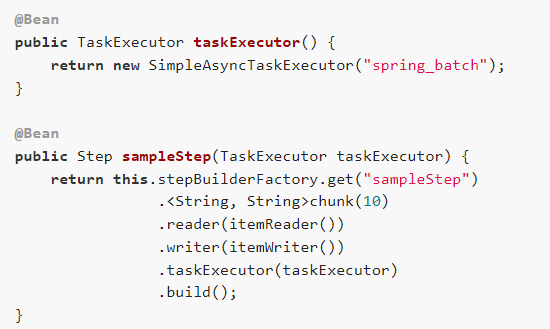 @Bean
public TaskExecutor taskExecutor() {
    return new SimpleAsyncTaskExecutor("spring_batch");
}

@Bean
public Step sampleStep(TaskExecutor taskExecutor) {
    return this.stepBuilderFactory.get("sampleStep")
                .<String, String>chunk(10)
                .reader(itemReader())
                .writer(itemWriter())
                .taskExecutor(taskExecutor)
                .build();
}